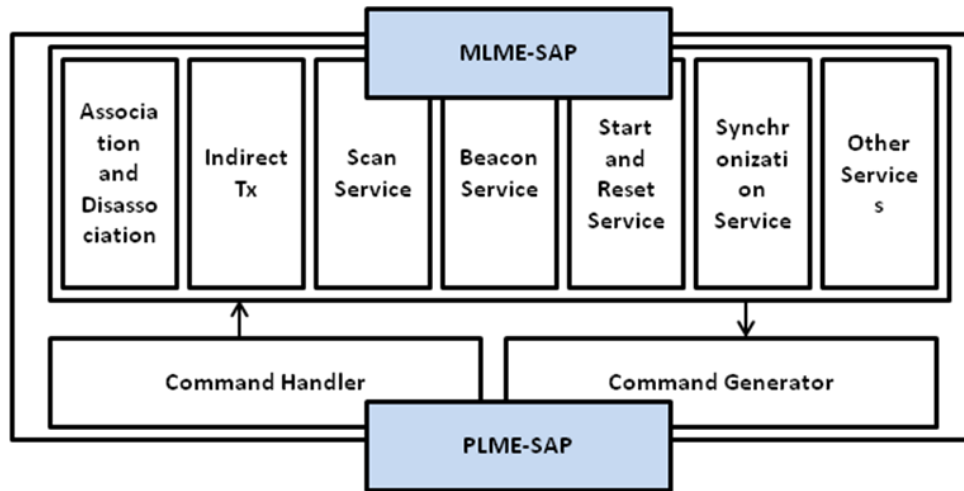 MLME-SAP
Associa
tion
and
Disasso
ciation
Indirect
Tx
Scan
Service
Beacon
Service
Start
and
Reset
Service
Synchr
onizati
on
Service
Other
Service
s
Command Handler
Command Generator
PLME-SAP